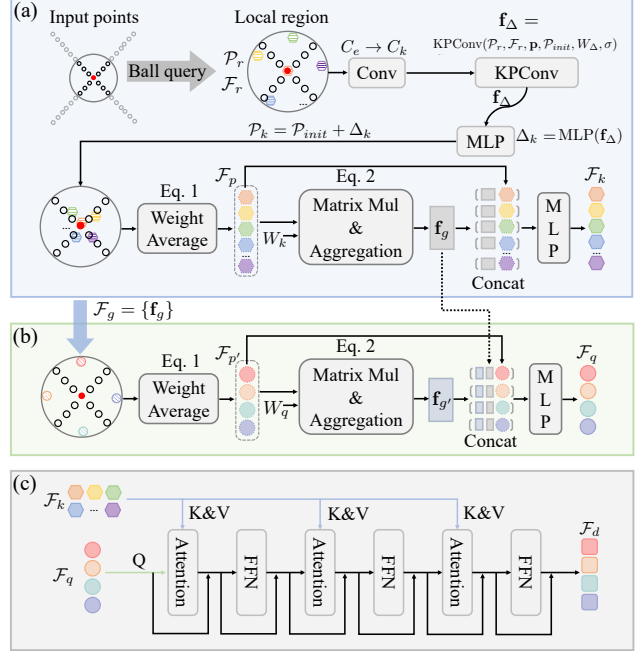 (a)
Input points
Ball query
Local region
𝒫_r
ℱ_r
C_e → C_k
Conv
𝐟_Δ =
KPConv(𝒫_r, ℱ_r, 𝐩, 𝒫_init, W_Δ, σ)
KPConv
𝐟_Δ
MLP
Δ_k = MLP(𝐟_Δ)
𝒫_k = 𝒫_init + Δ_k
...
...
Eq. 1
Weight
Average
ℱ_p
...
W_k
Eq. 2
Matrix Mul
&
Aggregation
𝐟_g
...
Concat
M
L
P
ℱ_k
...
ℱ_g = {𝐟_g}
(b)
Eq. 1
Weight
Average
ℱ_p′
W_q
Eq. 2
Matrix Mul
&
Aggregation
𝐟_g′
Concat
M
L
P
ℱ_q
(c)
ℱ_k
...
K&V
K&V
K&V
ℱ_q
Q
Attention
FFN
Attention
FFN
Attention
FFN
ℱ_d